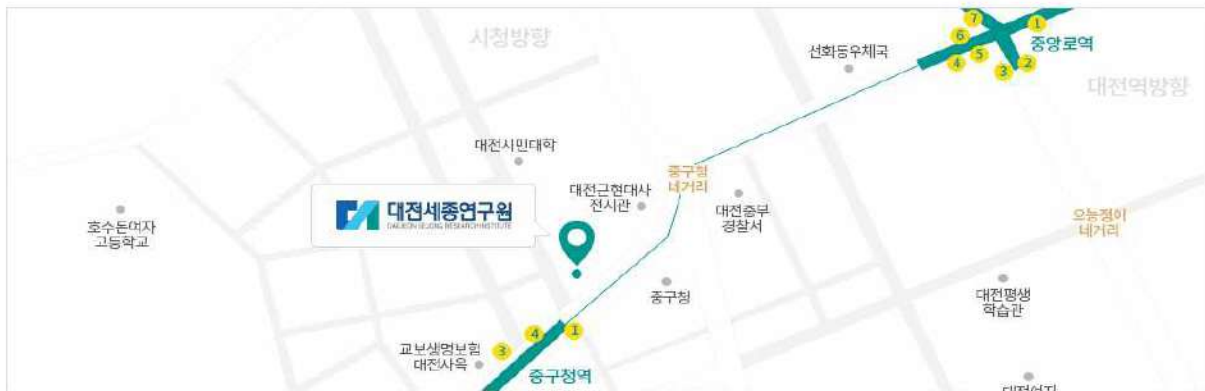 시청방향
선화동우체국
7
6
5
4
3
2
1
중앙로역
대전역방향
대전시민대학
중구청
네거리
대전근현대사
전시관
대전중부
경찰서
대전세종연구원
DAEJEON SEJONG RESEARCH INSTITUTE
호수돈여자
고등학교
오능정이
네거리
중구청
대전평생
학습관
교보생명보험
대전사옥
3
4
1
중구청역
대전여자